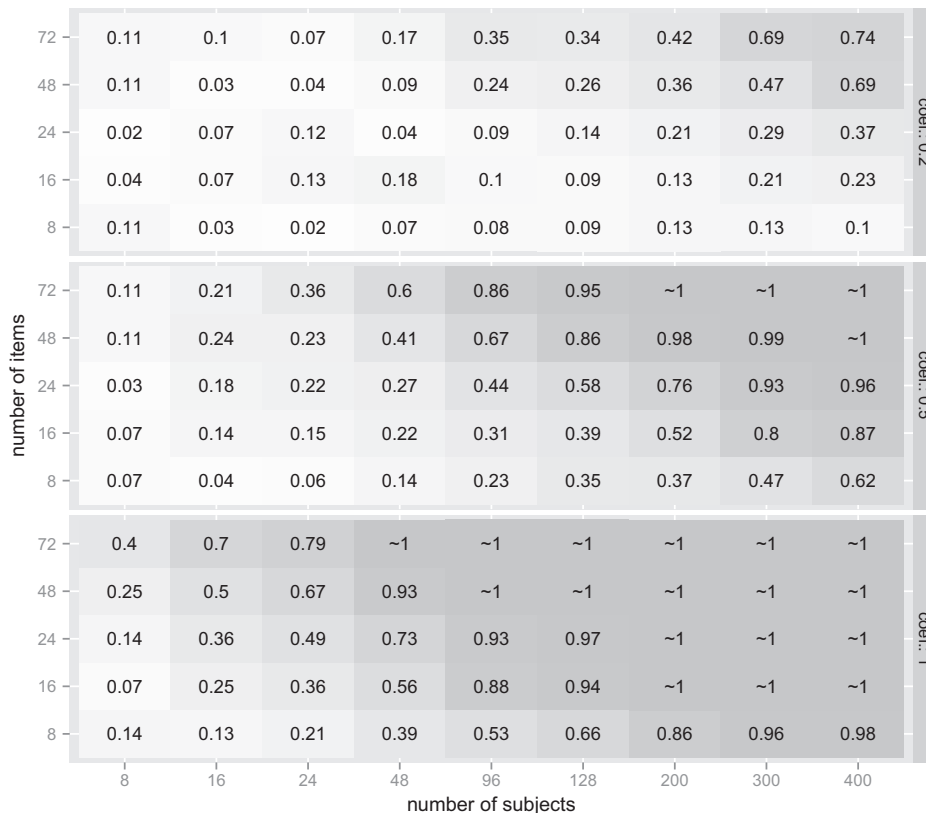 72 0.11 0.1 0.07 0.17 0.35 0.34 0.42 0.69 0.74
48 0.11 0.03 0.04 0.09 0.24 0.26 0.36 0.47 0.69
24 0.02 0.07 0.12 0.04 0.09 0.14 0.21 0.29 0.37
16 0.04 0.07 0.13 0.18 0.1 0.09 0.13 0.21 0.23
8 0.11 0.03 0.02 0.07 0.08 0.09 0.13 0.13 0.1
72 0.11 0.21 0.36 0.6 0.86 0.95 ~1 ~1 ~1
48 0.11 0.24 0.23 0.41 0.67 0.86 0.98 0.99 ~1
24 0.03 0.18 0.22 0.27 0.44 0.58 0.76 0.93 0.96
16 0.07 0.14 0.15 0.22 0.31 0.39 0.52 0.8 0.87
8 0.07 0.04 0.06 0.14 0.23 0.35 0.37 0.47 0.62
number of items
72 0.4 0.7 0.79 ~1 ~1 ~1 ~1 ~1 ~1
48 0.25 0.5 0.67 0.93 ~1 ~1 ~1 ~1 ~1
24 0.14 0.36 0.49 0.73 0.93 0.97 ~1 ~1 ~1
16 0.07 0.25 0.36 0.56 0.88 0.94 ~1 ~1 ~1
8 0.14 0.13 0.21 0.39 0.53 0.66 0.86 0.96 0.98
8 16 24 48 96 128 200 300 400
number of subjects